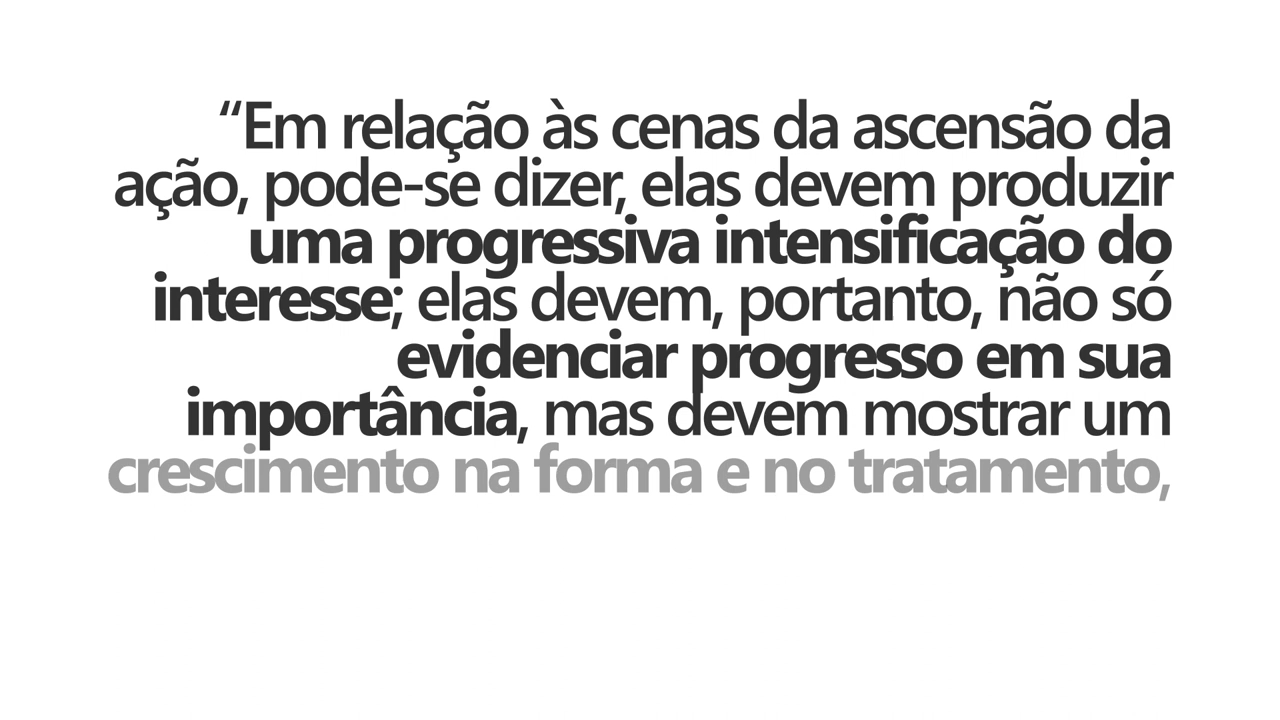 “Em relação às cenas da ascensão da
ação, pode-se dizer, elas devem produzir
uma progressiva intensificação do
interesse; elas devem, portanto, não só
evidenciar progresso em sua
importância, mas devem mostrar um
crescimento na forma e no tratamento,